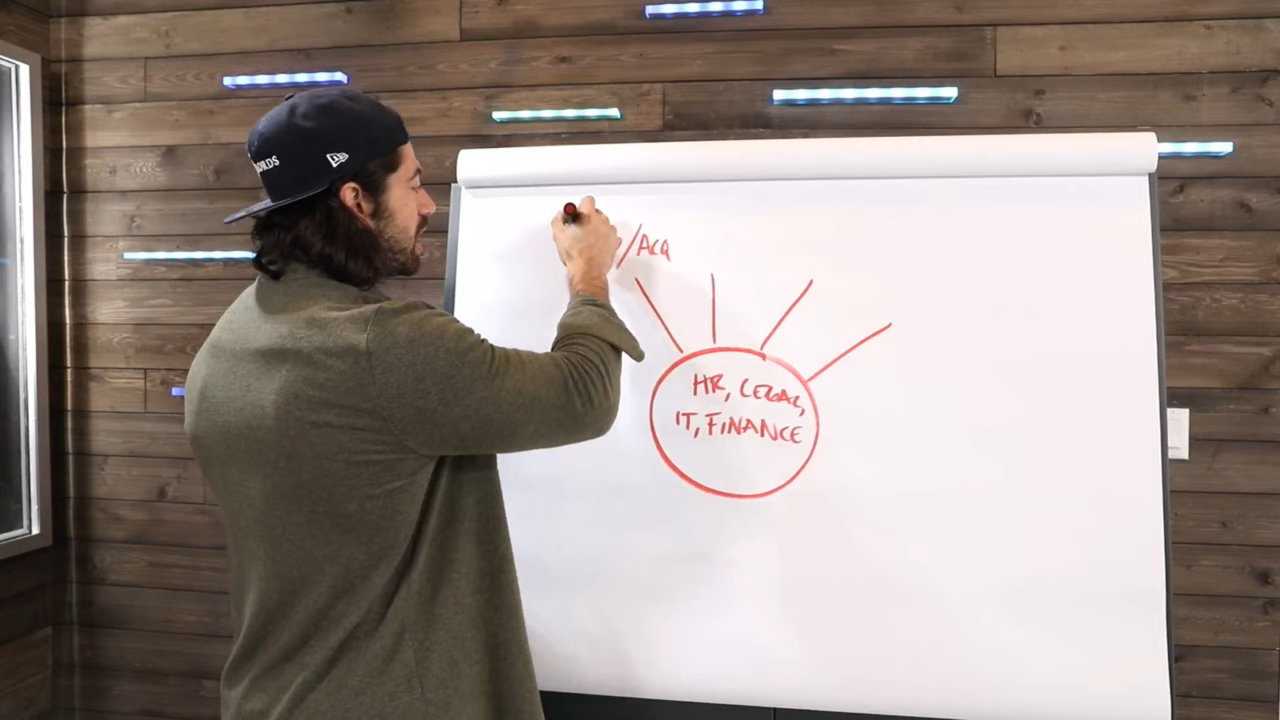 /ACQ
HR, LEGAL,
IT, FINANCE